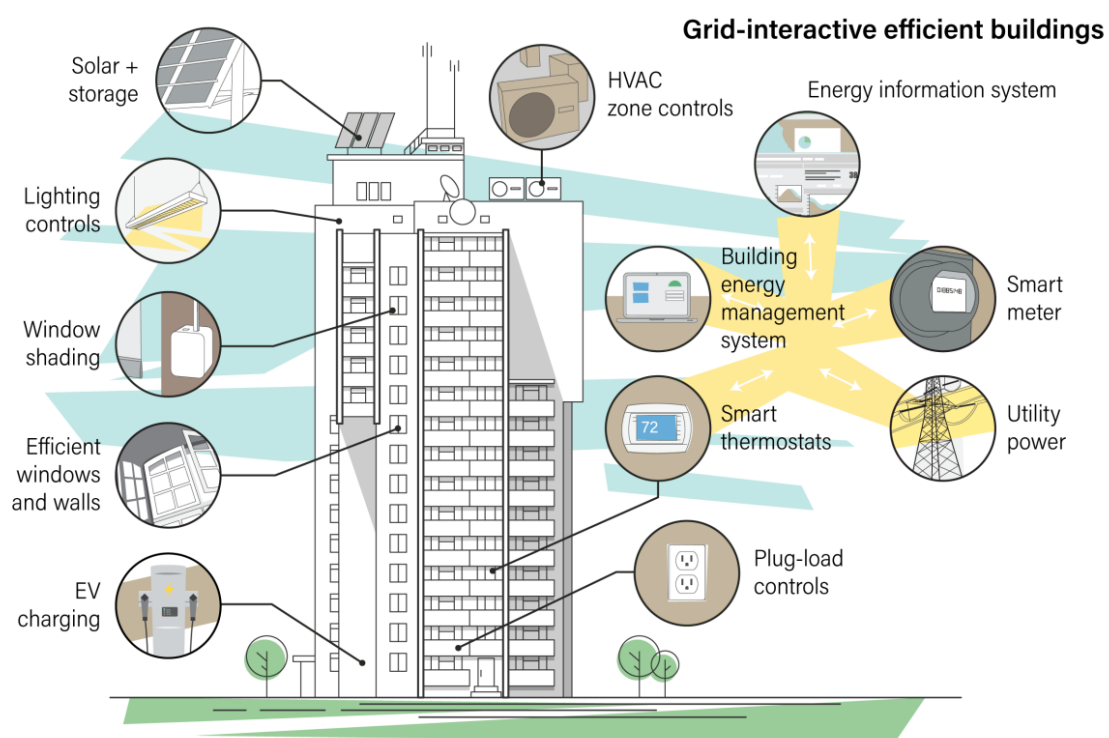 Grid-interactive efficient buildings
Solar +
storage
HVAC
zone controls
Energy information system
38
Lighting
controls
Building
energy
management
system
Smart
meter
Window
shading
72
Smart
thermostats
Utility
power
Efficient
windows
and walls
Plug-load
controls
EV
charging